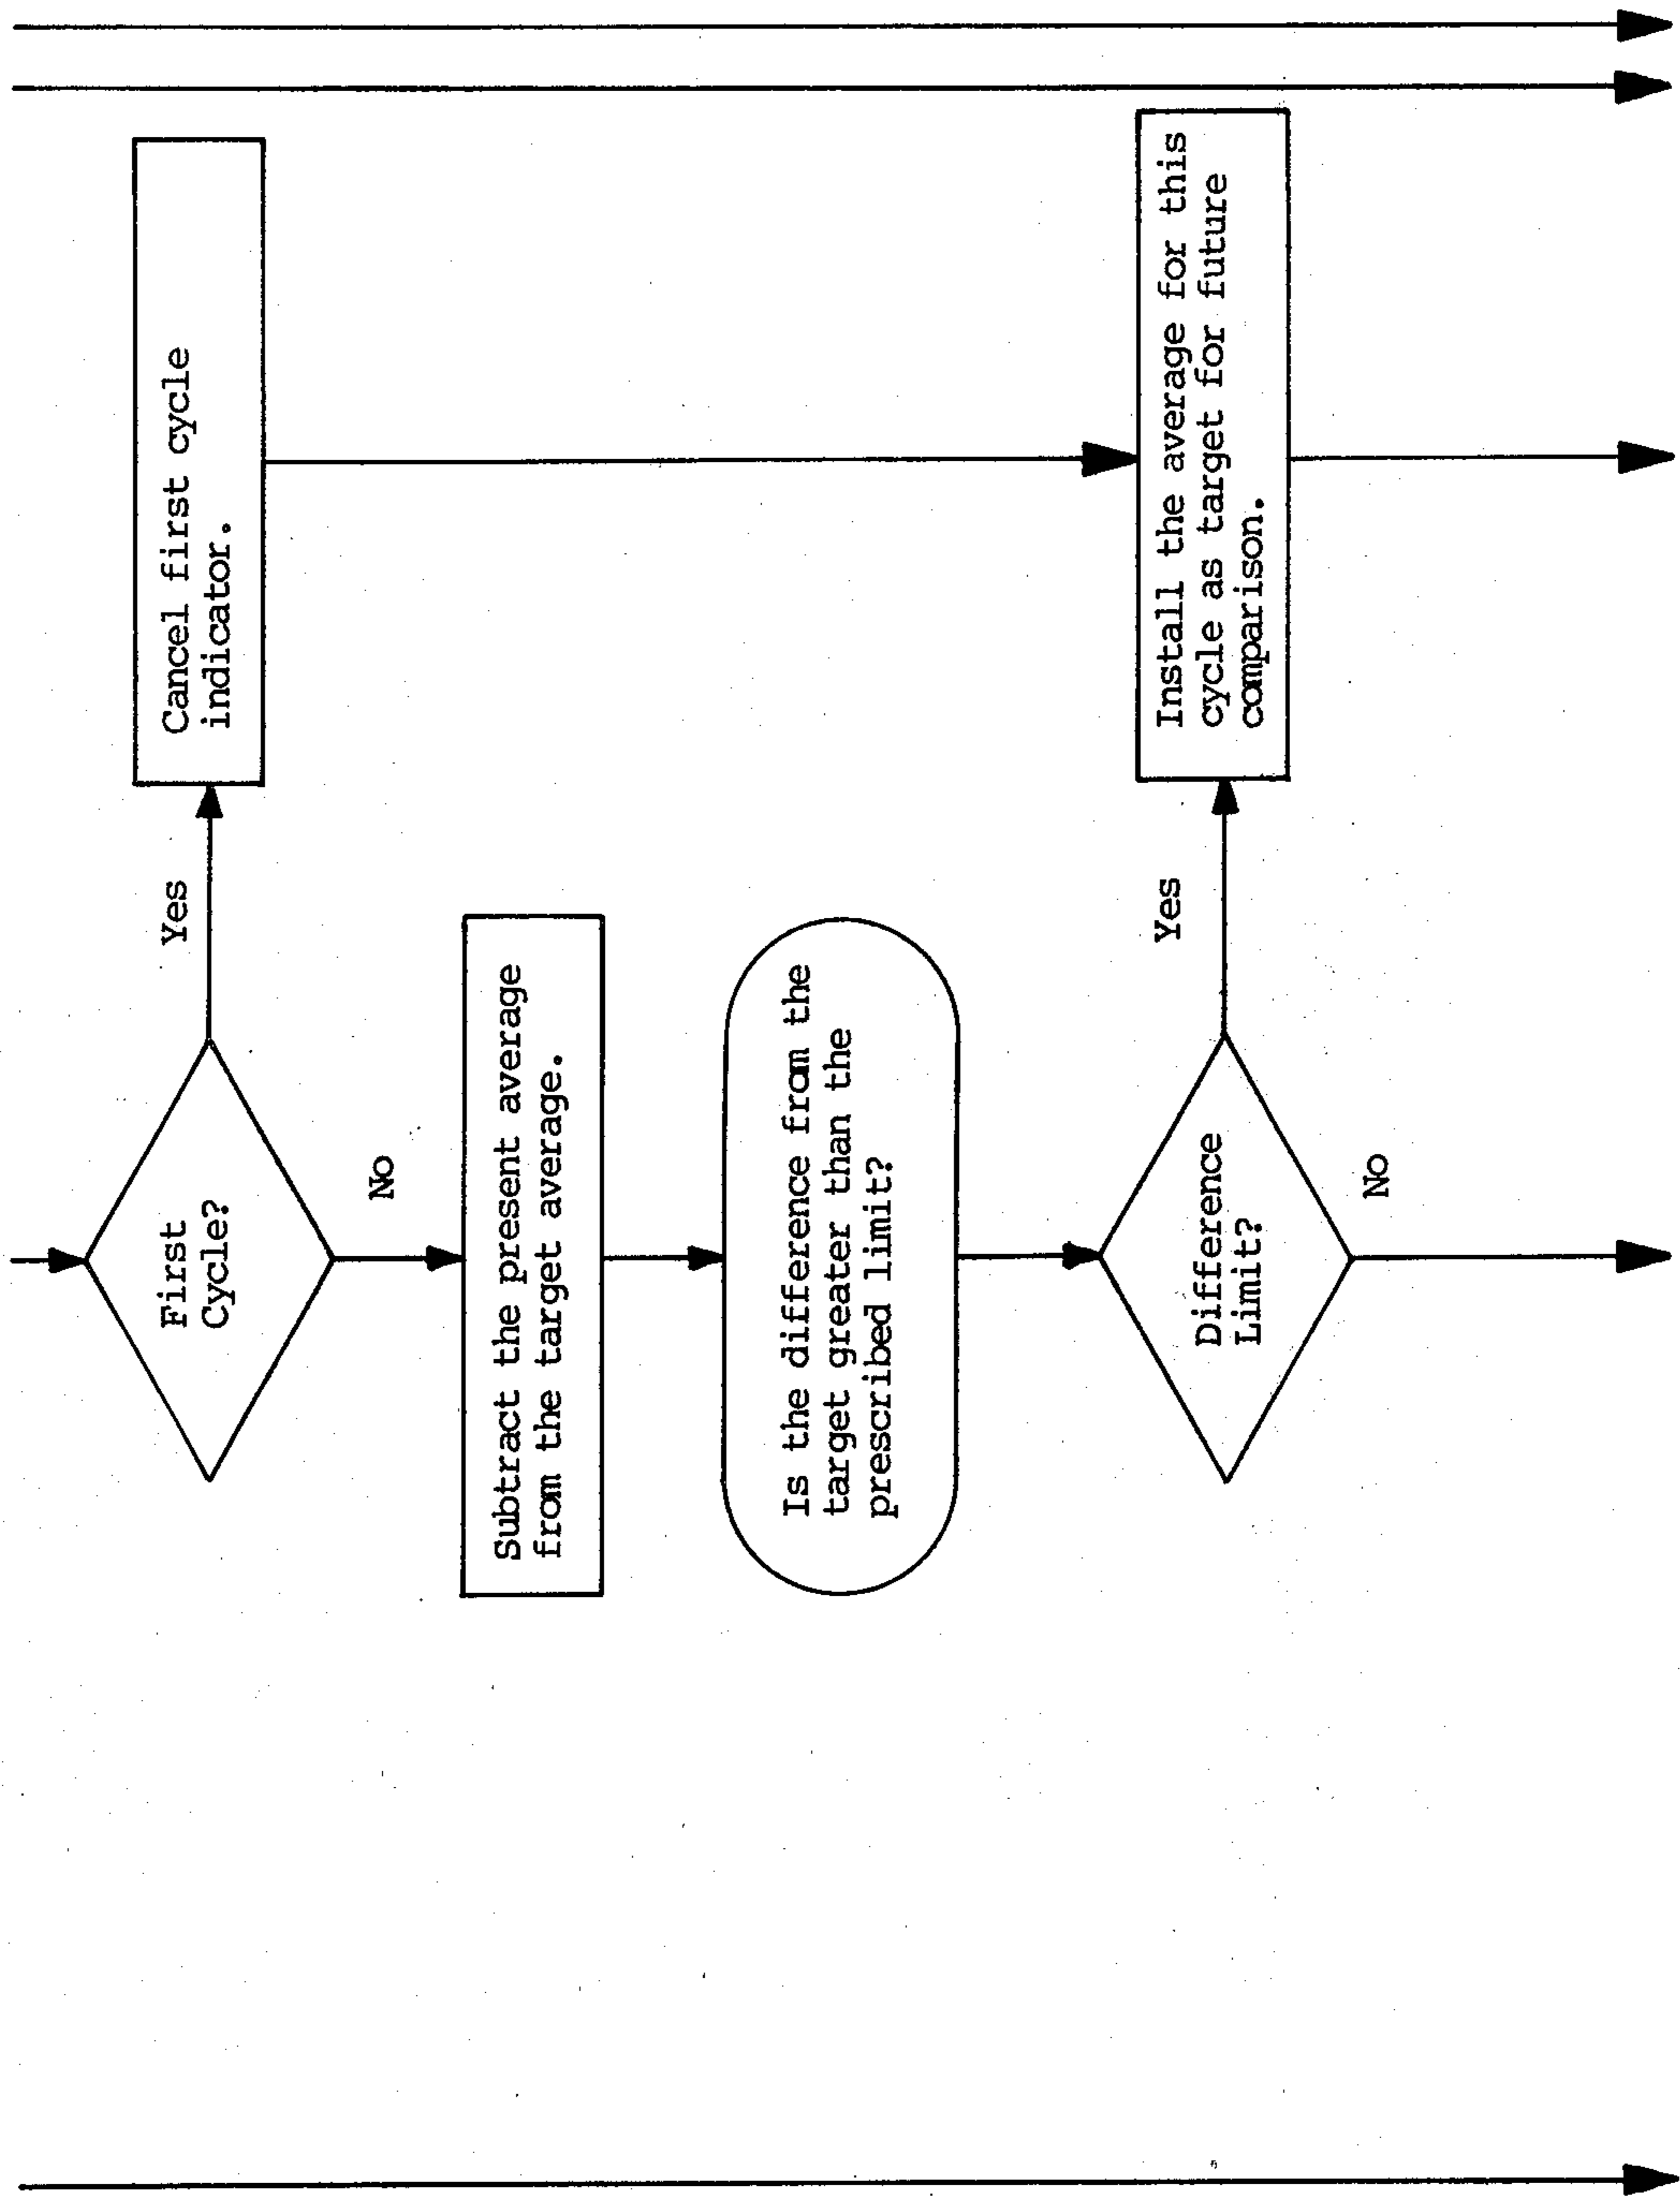 First
Cycle?
Yes
Cancel first cycle
indicator.
No
Subtract the present average
from the target average.
Is the difference from the
target greater than the
prescribed limit?
Difference
Limit?
Yes
Install the average for this
cycle as target for future
comparison.
No